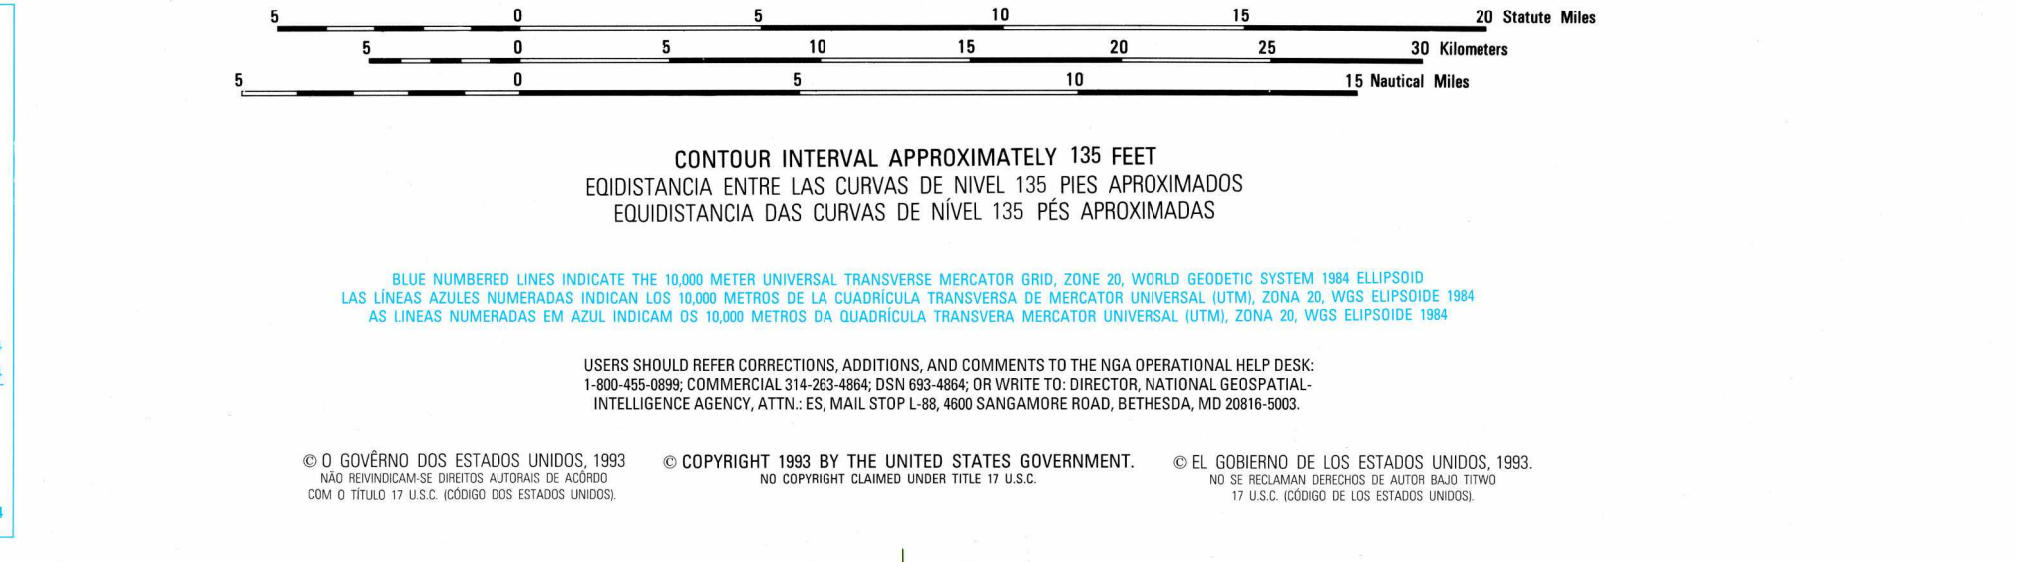 5 0 5 10 15 20 Statute Miles
5 0 5 10 15 20 25 30 Kilometers
5 0 5 10 15 Nautical Miles
CONTOUR INTERVAL APPROXIMATELY 135 FEET
EQIDISTANCIA ENTRE LAS CURVAS DE NIVEL 135 PIES APROXIMADOS
EQUIDISTANCIA DAS CURVAS DE NÍVEL 135 PÉS APROXIMADAS
BLUE NUMBERED LINES INDICATE THE 10,000 METER UNIVERSAL TRANSVERSE MERCATOR GRID, ZONE 20, WORLD GEODETIC SYSTEM 1984 ELLIPSOID
LAS LÍNEAS AZULES NUMERADAS INDICAN LOS 10,000 METROS DE LA CUADRÍCULA TRANSVERSA DE MERCATOR UNIVERSAL (UTM), ZONA 20, WGS ELIPSOIDE 1984
AS LINEAS NUMERADAS EM AZUL INDICAM OS 10,000 METROS DA QUADRÍCULA TRANSVERA MERCATOR UNIVERSAL (UTM), ZONA 20, WGS ELIPSOIDE 1984
USERS SHOULD REFER CORRECTIONS, ADDITIONS, AND COMMENTS TO THE NGA OPERATIONAL HELP DESK:
1-800-455-0899; COMMERCIAL 314-263-4864; DSN 693-4864; OR WRITE TO: DIRECTOR, NATIONAL GEOSPATIAL-
INTELLIGENCE AGENCY, ATTN.: ES, MAIL STOP L-88, 4600 SANGAMORE ROAD, BETHESDA, MD 20816-5003.
© O GOVÊRNO DOS ESTADOS UNIDOS, 1993
NÃO REIVINDICAM-SE DIREITOS AUTORAIS DE ACÔRDO
COM O TÍTULO 17 U.S.C. (CÓDIGO DOS ESTADOS UNIDOS).
© COPYRIGHT 1993 BY THE UNITED STATES GOVERNMENT.
NO COPYRIGHT CLAIMED UNDER TITLE 17 U.S.C.
© EL GOBIERNO DE LOS ESTADOS UNIDOS, 1993.
NO SE RECLAMAN DERECHOS DE AUTOR BAJO TITWO
17 U.S.C. (CÓDIGO DE LOS ESTADOS UNIDOS).